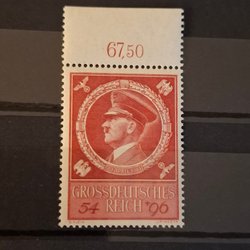 67,50
GROSSDEUTSCHES
54 REICH +96